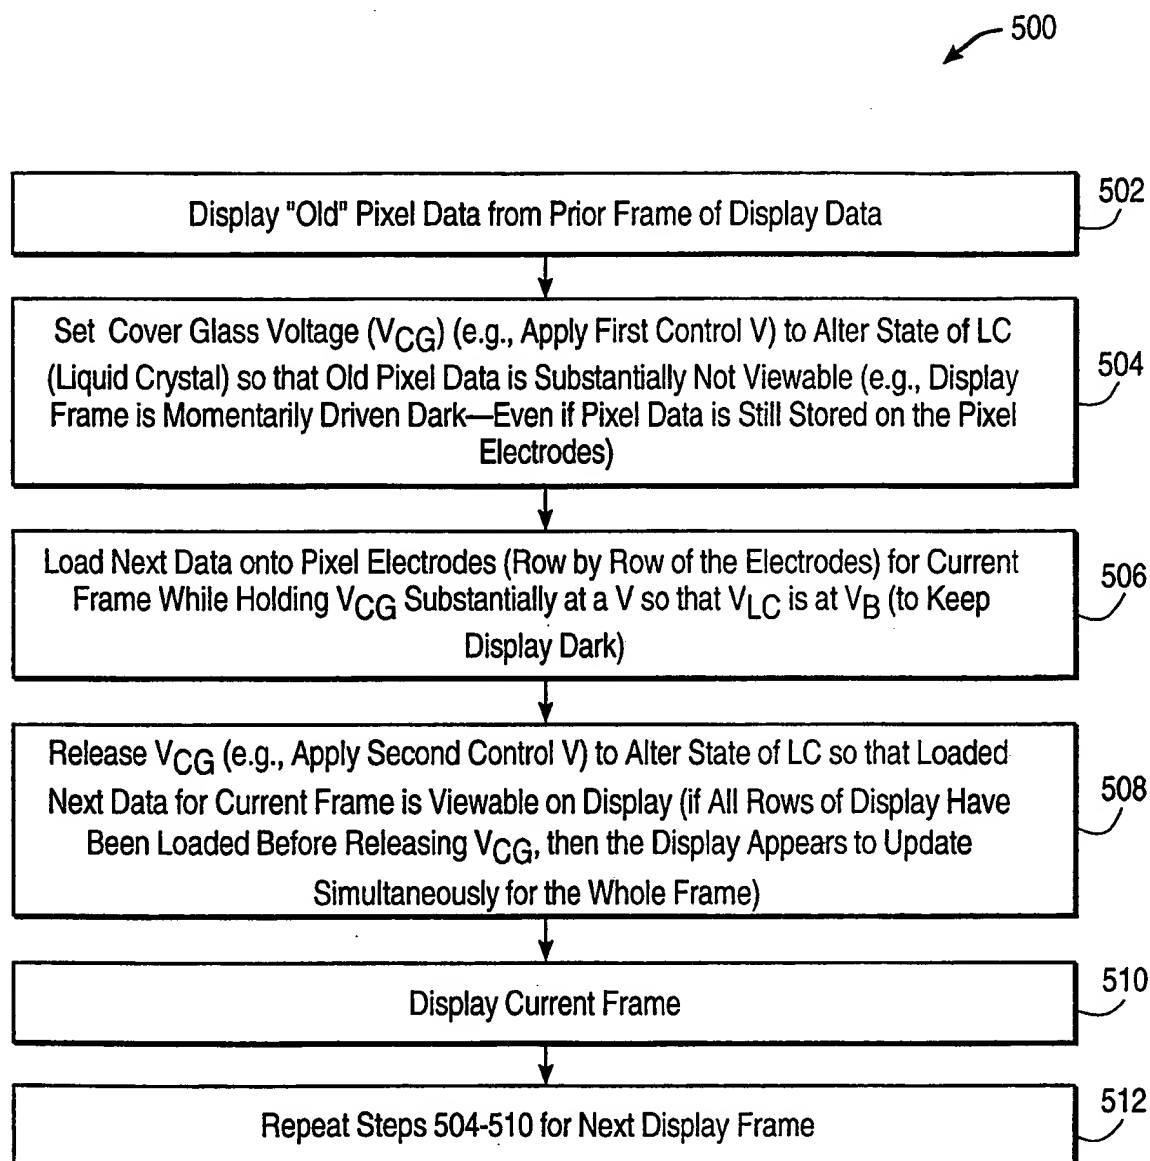 500
502
Display "Old" Pixel Data from Prior Frame of Display Data
Set Cover Glass Voltage (VCG) (e.g., Apply First Control V) to Alter State of LC
(Liquid Crystal) so that Old Pixel Data is Substantially Not Viewable (e.g., Display
Frame is Momentarily Driven Dark—Even if Pixel Data is Still Stored on the Pixel
Electrodes)
504
Load Next Data onto Pixel Electrodes (Row by Row of the Electrodes) for Current
Frame While Holding VCG Substantially at a V so that VLC is at VB (to Keep
Display Dark)
506
Release VCG (e.g., Apply Second Control V) to Alter State of LC so that Loaded
Next Data for Current Frame is Viewable on Display (if All Rows of Display Have
Been Loaded Before Releasing VCG, then the Display Appears to Update
Simultaneously for the Whole Frame)
508
Display Current Frame
510
Repeat Steps 504-510 for Next Display Frame
512